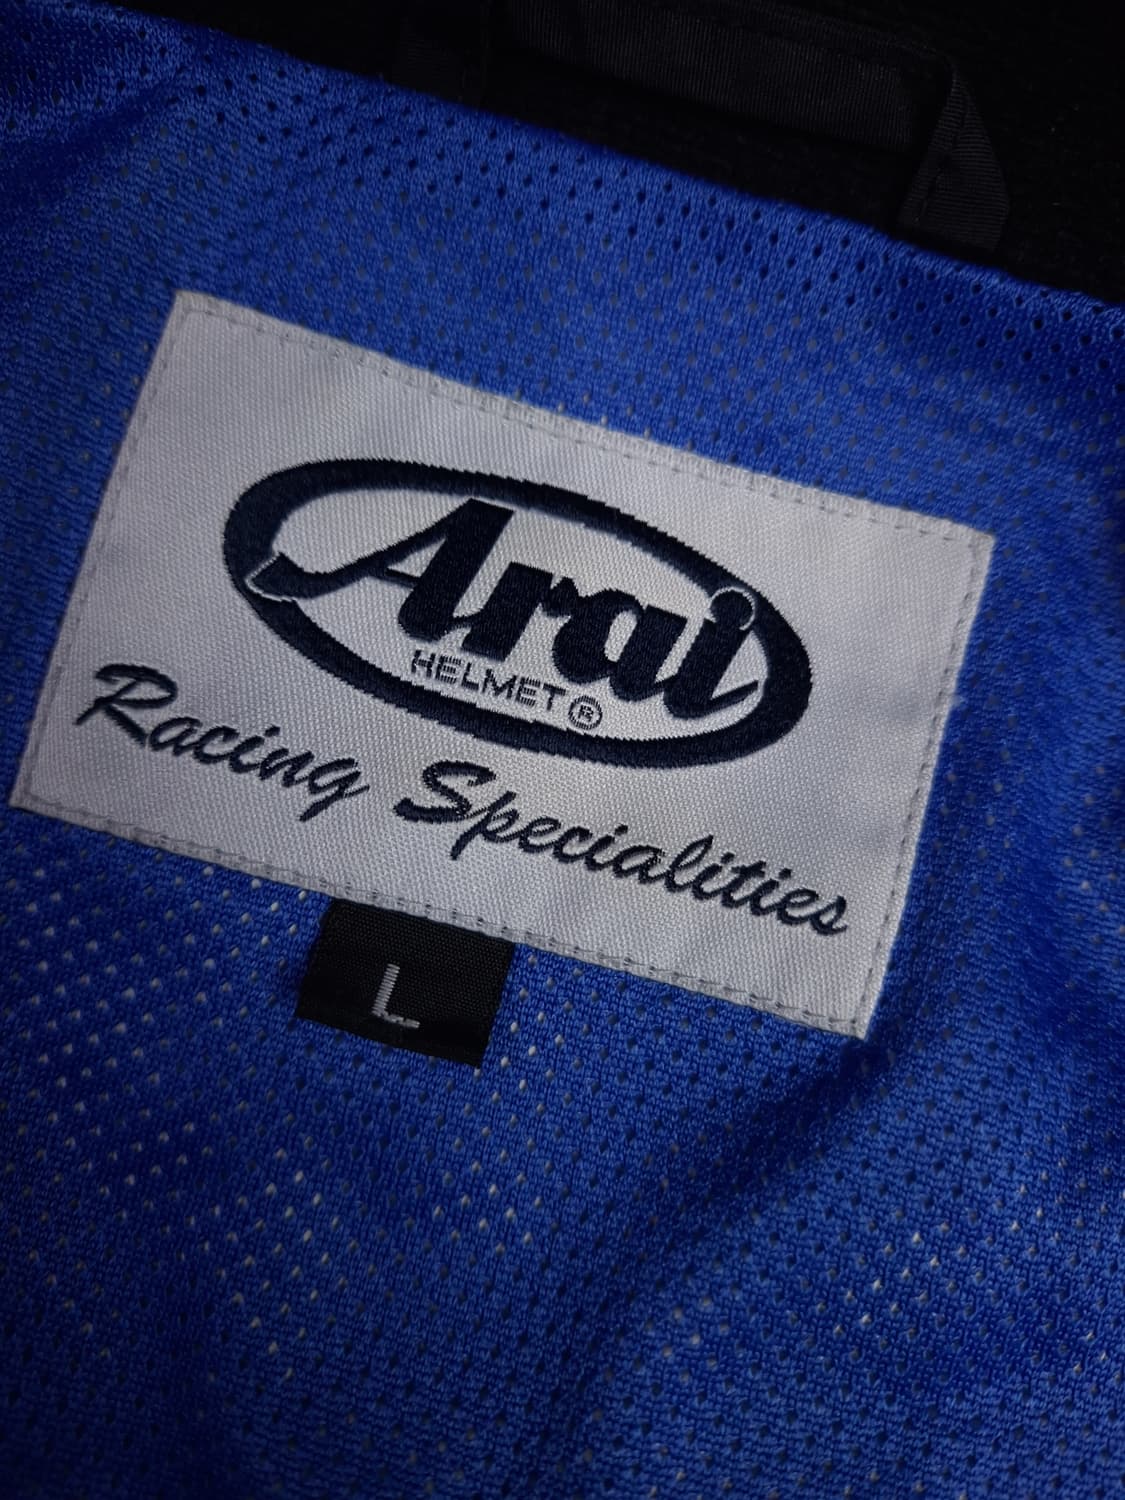 Arai
HELMET ®
Racing Specialities
L